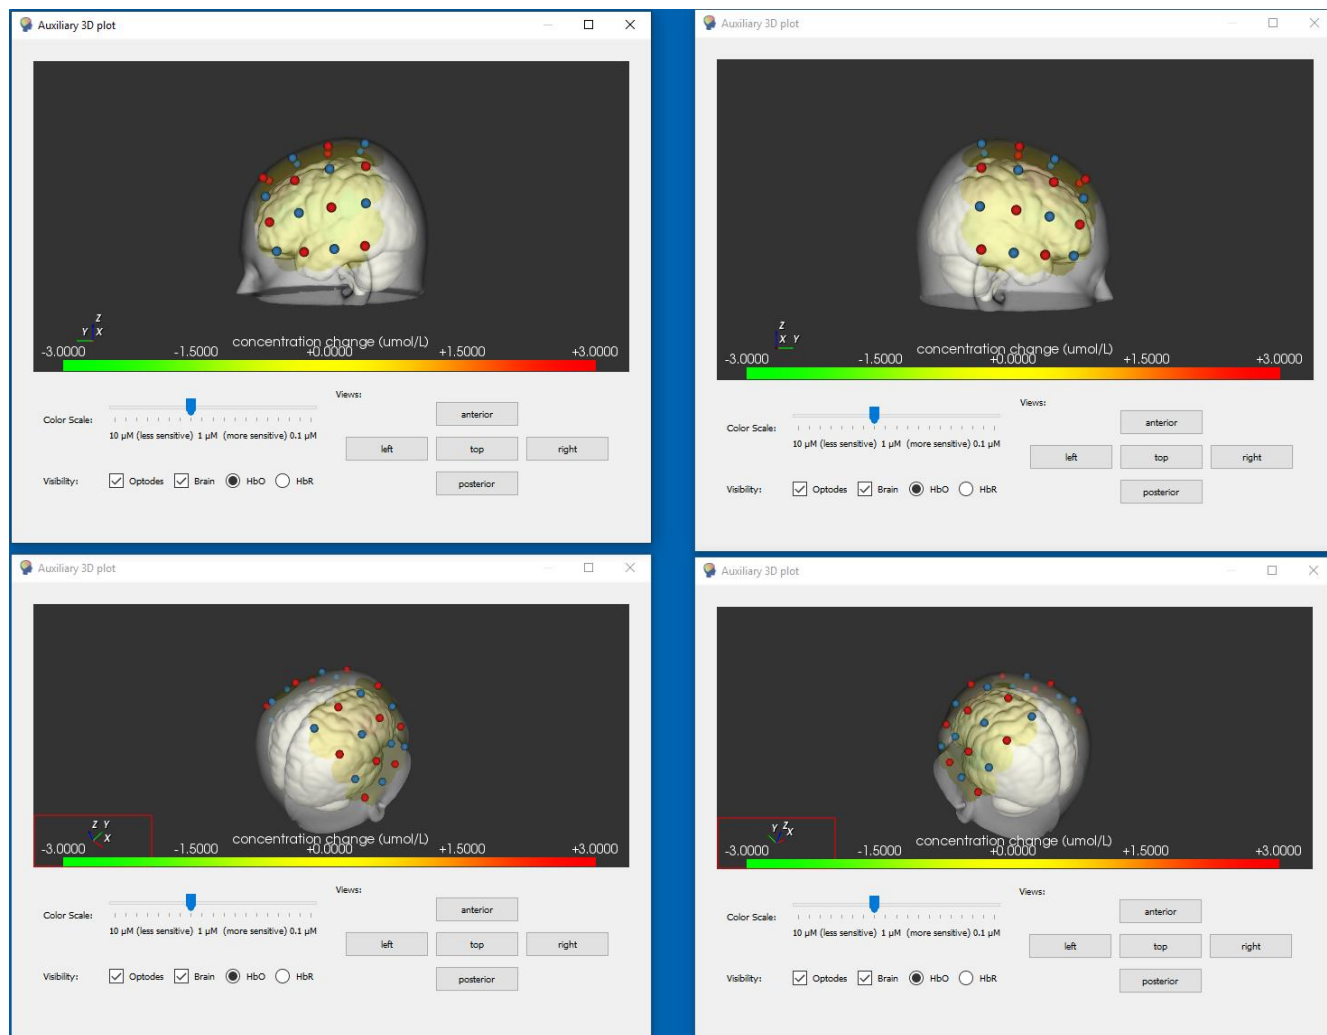 Auxiliary 3D plot
Z
Y X
concentration change (umol/L)
-3.0000 -1.5000 +0.0000 +1.5000 +3.0000
Views:
Color Scale:
10 µM (less sensitive) 1 µM (more sensitive) 0.1 µM
anterior
left top right
posterior
Visibility: Optodes Brain HbO HbR
Auxiliary 3D plot
Z
X Y
concentration change (umol/L)
-3.0000 -1.5000 +0.0000 +1.5000 +3.0000
Views:
Color Scale:
10 µM (less sensitive) 1 µM (more sensitive) 0.1 µM
anterior
left top right
posterior
Visibility: Optodes Brain HbO HbR
Auxiliary 3D plot
Z Y
X
concentration change (umol/L)
-3.0000 -1.5000 +0.0000 +1.5000 +3.0000
Views:
Color Scale:
10 µM (less sensitive) 1 µM (more sensitive) 0.1 µM
anterior
left top right
posterior
Visibility: Optodes Brain HbO HbR
Auxiliary 3D plot
Y Z
X
concentration change (umol/L)
-3.0000 -1.5000 +0.0000 +1.5000 +3.0000
Views:
Color Scale:
10 µM (less sensitive) 1 µM (more sensitive) 0.1 µM
anterior
left top right
posterior
Visibility: Optodes Brain HbO HbR